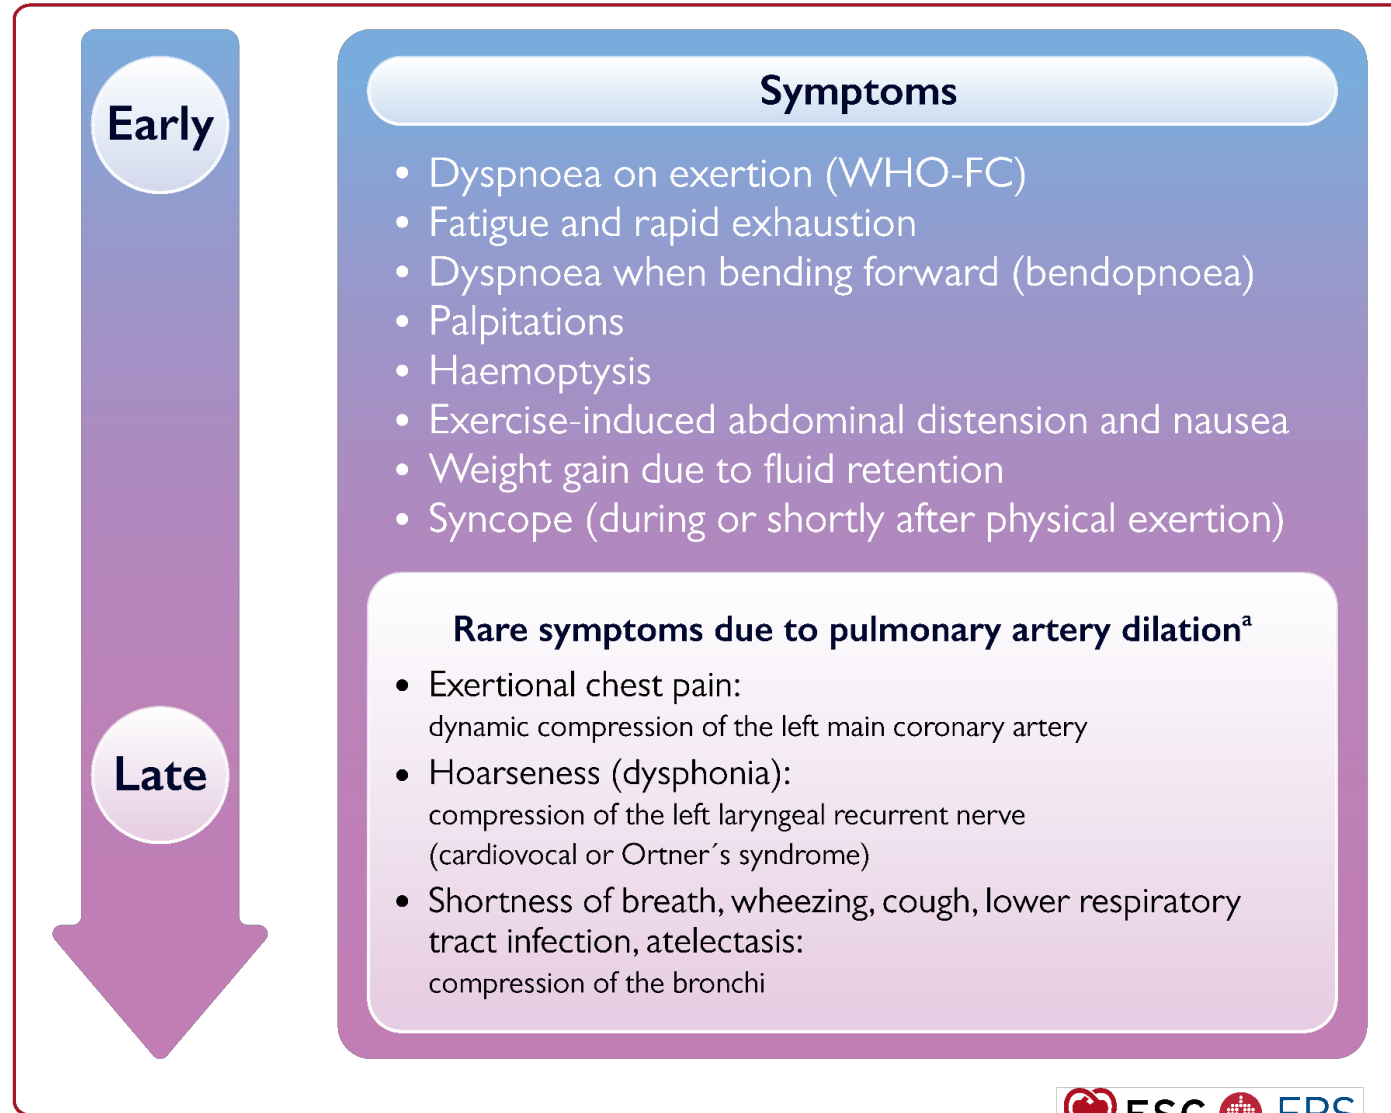 Early
Symptoms
• Dyspnoea on exertion (WHO-FC)
• Fatigue and rapid exhaustion
• Dyspnoea when bending forward (bendopnoea)
• Palpitations
• Haemoptysis
• Exercise-induced abdominal distension and nausea
• Weight gain due to fluid retention
• Syncope (during or shortly after physical exertion)
Rare symptoms due to pulmonary artery dilationᵃ
• Exertional chest pain:
dynamic compression of the left main coronary artery
Late
• Hoarseness (dysphonia):
compression of the left laryngeal recurrent nerve
(cardiovocal or Ortner´s syndrome)
• Shortness of breath, wheezing, cough, lower respiratory
tract infection, atelectasis:
compression of the bronchi
ESC ERS